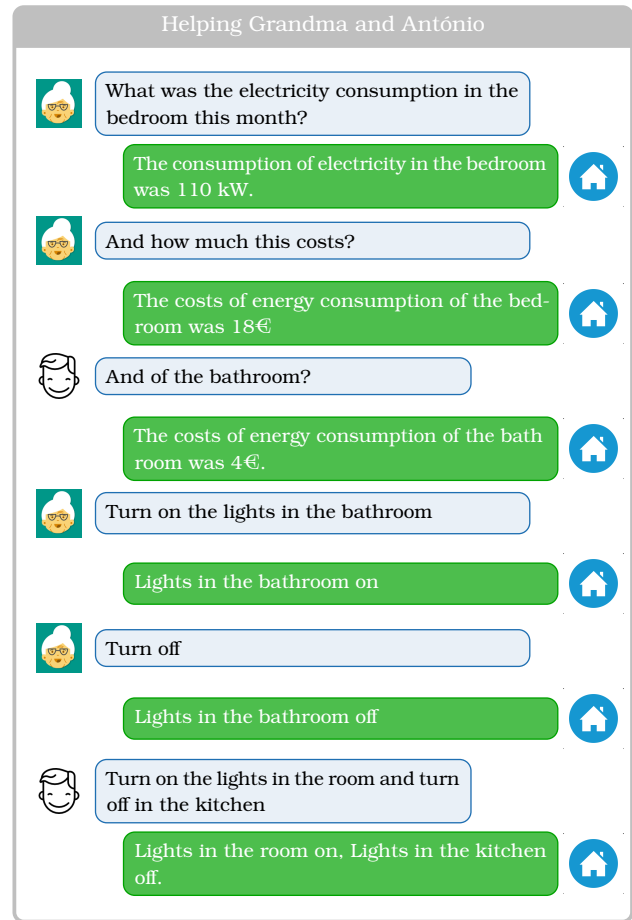 Helping Grandma and António
What was the electricity consumption in the
bedroom this month?
The consumption of electricity in the bedroom
was 110 kW.
And how much this costs?
The costs of energy consumption of the bed-
room was 18€
And of the bathroom?
The costs of energy consumption of the bath
room was 4€.
Turn on the lights in the bathroom
Lights in the bathroom on
Turn off
Lights in the bathroom off
Turn on the lights in the room and turn
off in the kitchen
Lights in the room on, Lights in the kitchen
off.